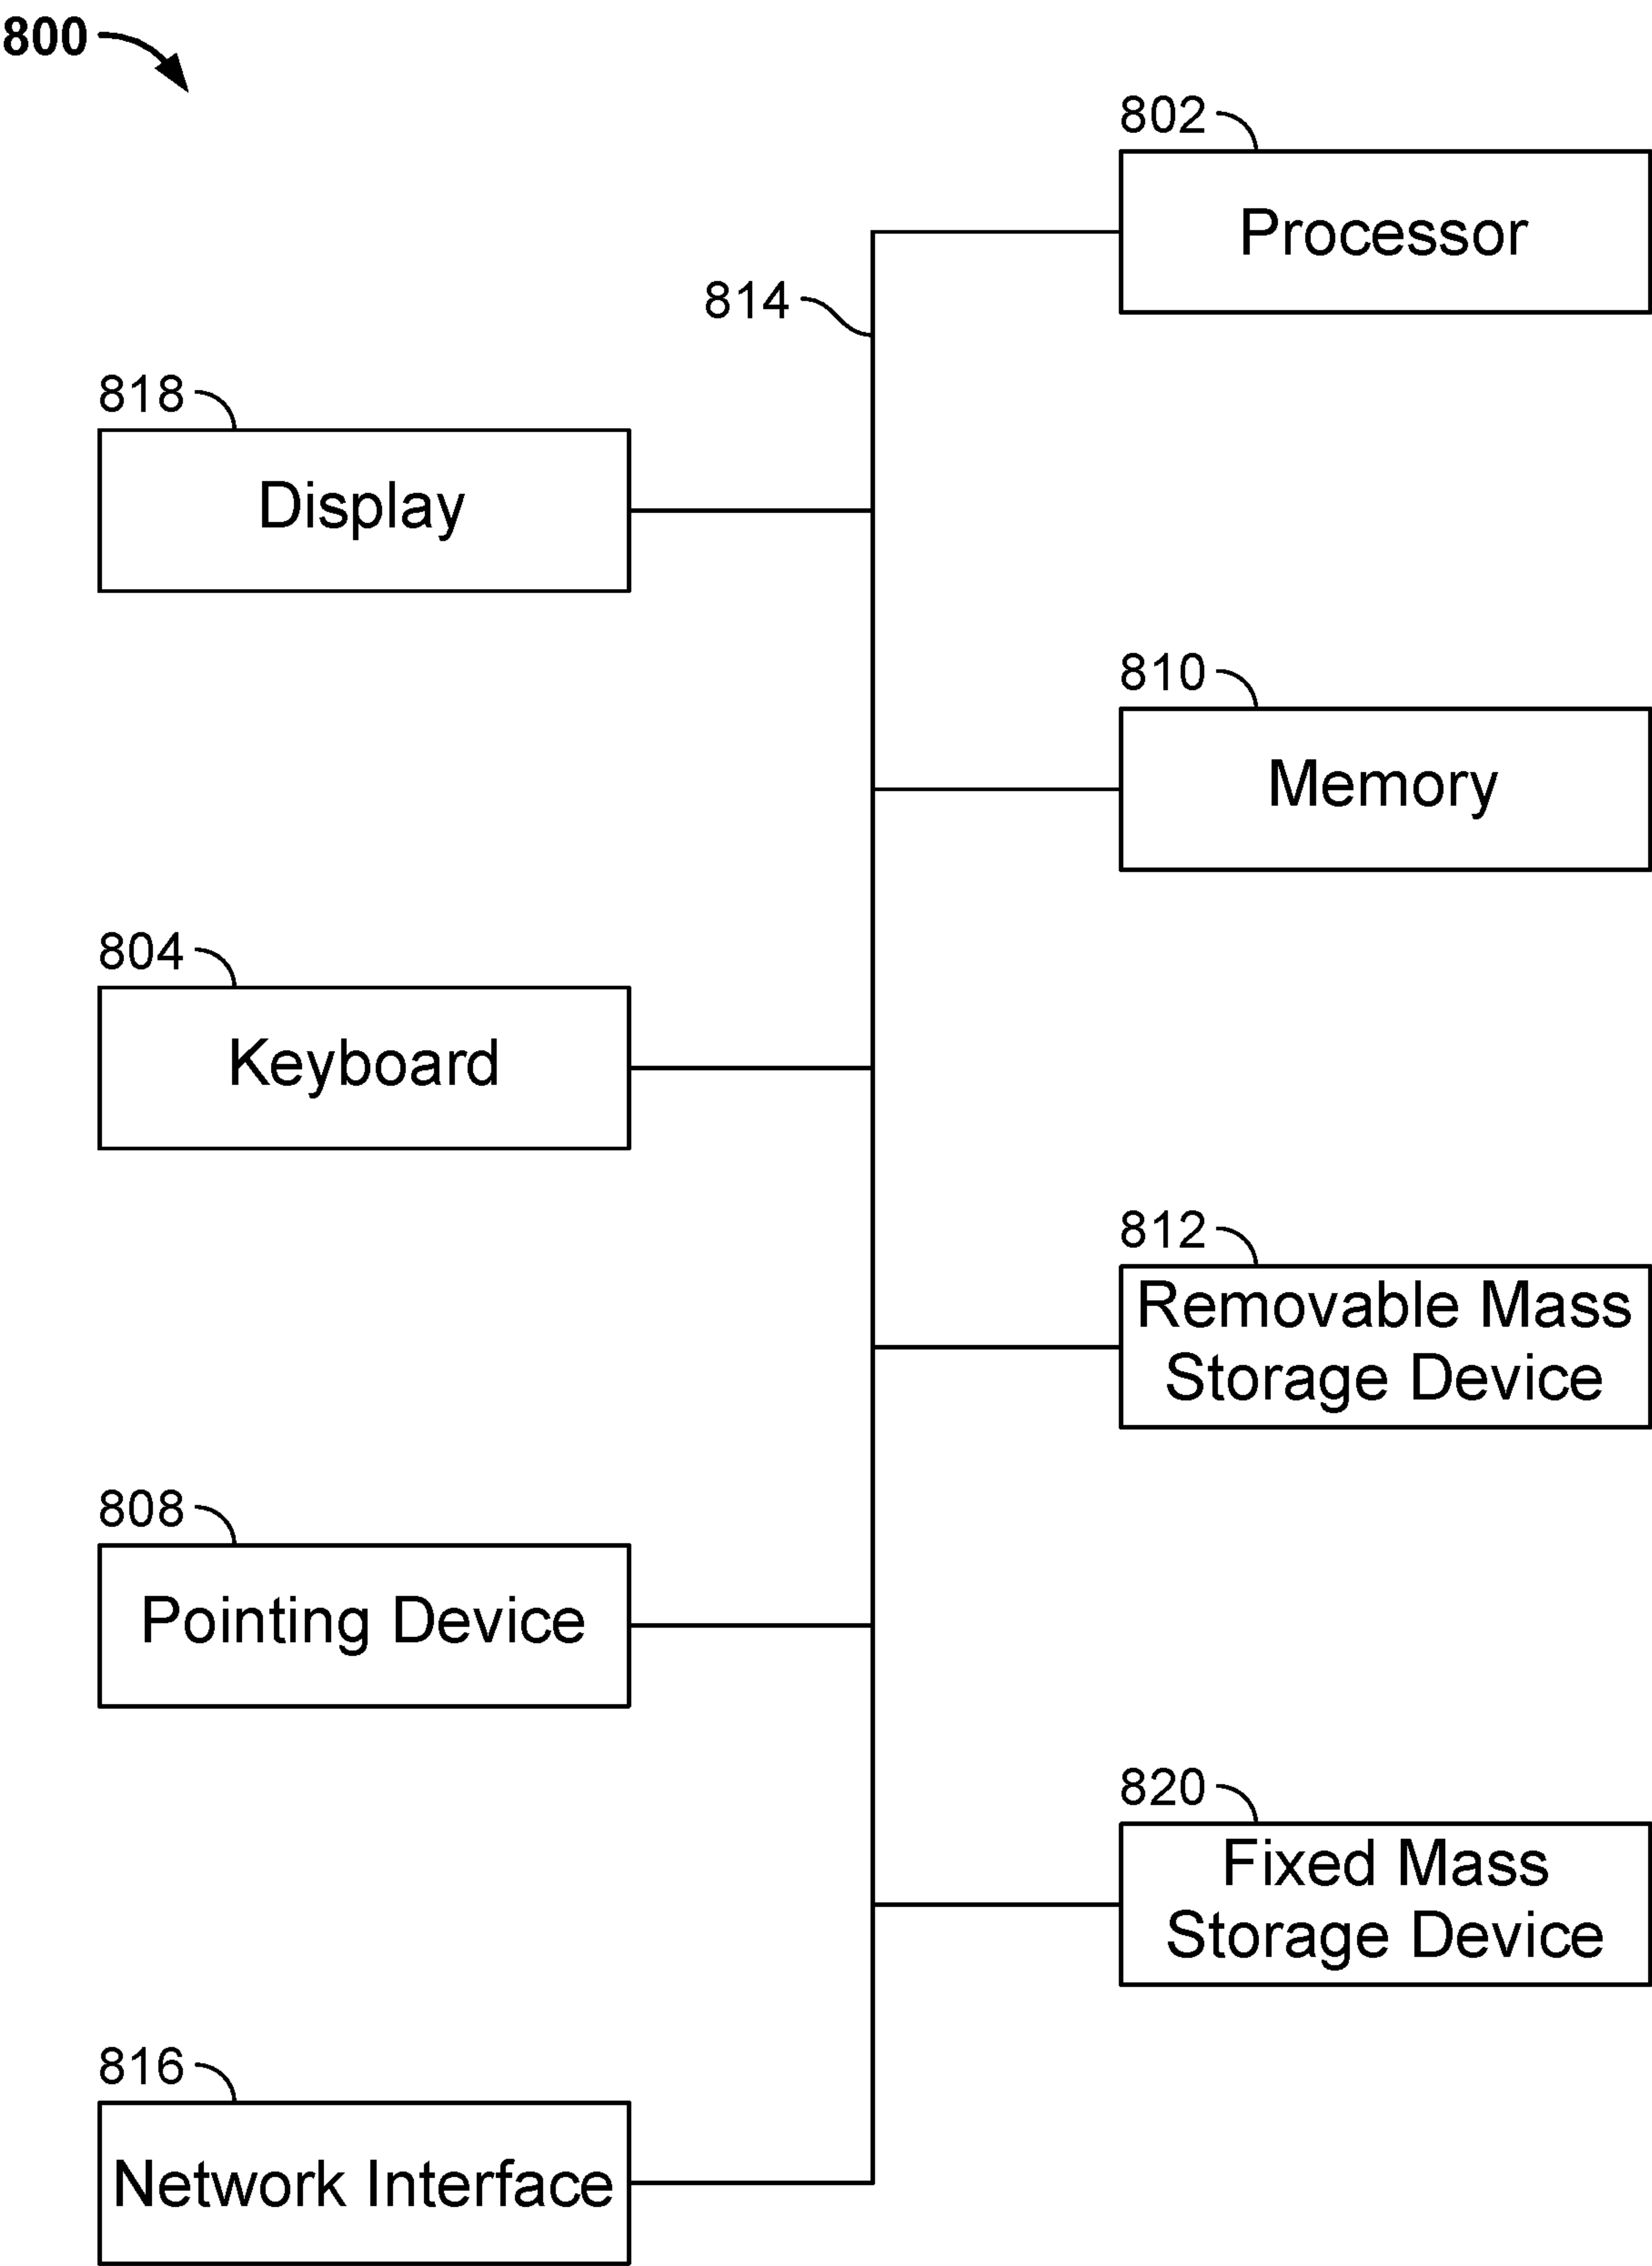 800
802
Processor
814
818
Display
810
Memory
804
Keyboard
812
Removable Mass
Storage Device
808
Pointing Device
820
Fixed Mass
Storage Device
816
Network Interface